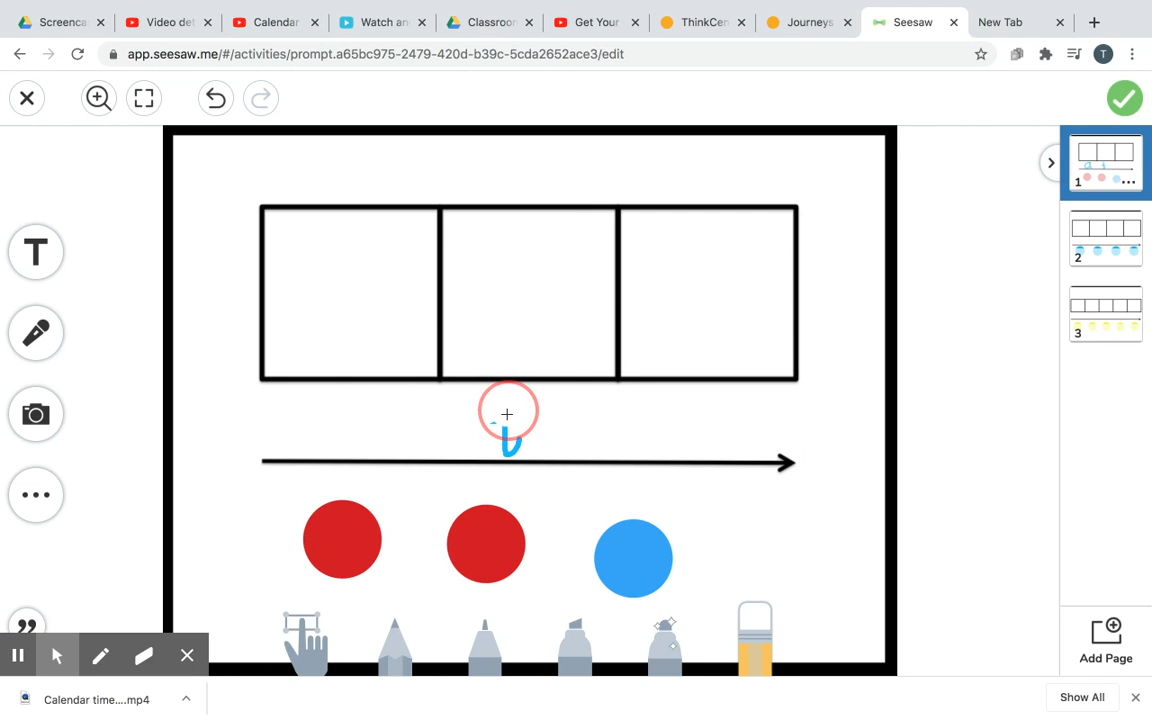 Screenca
Video det
Calendar
Watch an
Classroom
Get Your
ThinkCen
Journeys
Seesaw
New Tab
app.seesaw.me/#/activities/prompt.a65bc975-2479-420d-b39c-5cda2652ace3/edit
T
T
a i
1
2
3
Add Page
Calendar time....mp4
Show All